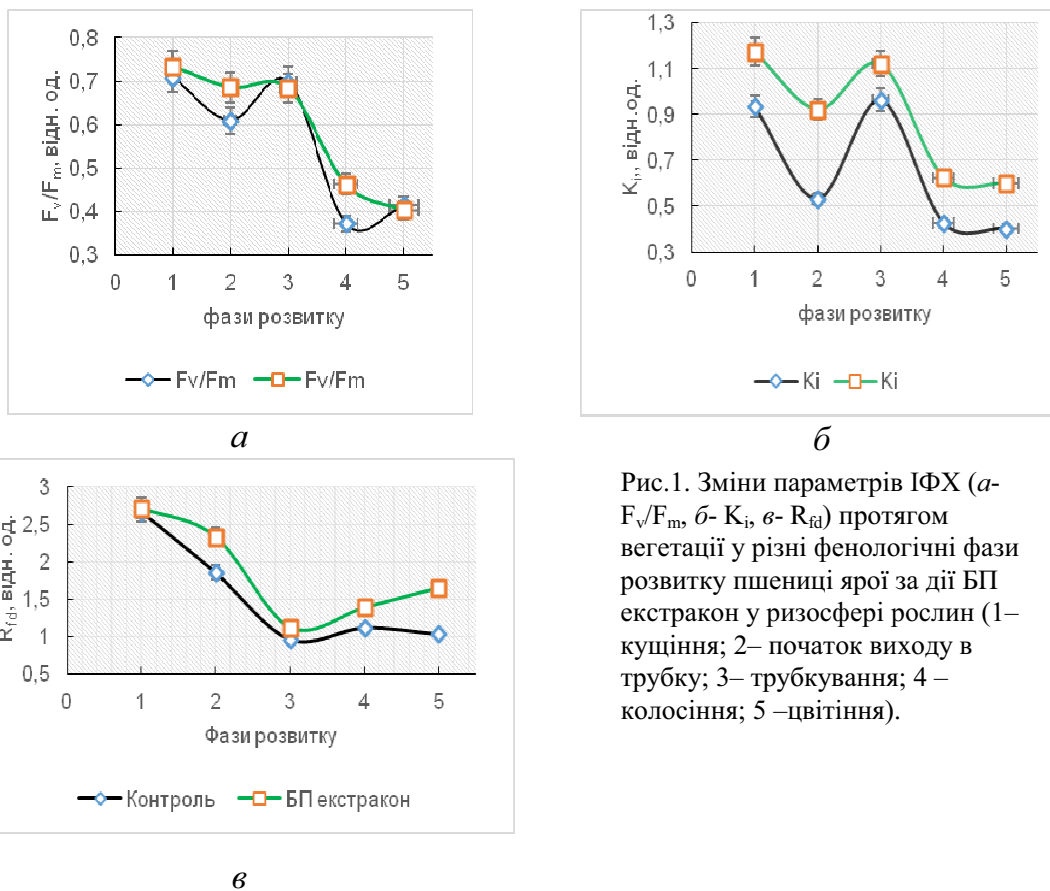 0,8
0,7
0,6
0,5
0,4
0,3
0 1 2 3 4 5
Fv/Fm, відн. од.
фази розвитку
Fv/Fm Fv/Fm
а
1,3
1,1
0,9
0,7
0,5
0,3
0 1 2 3 4 5
Ki,, відн.од.
фази розвитку
Ki Ki
б
3
2,5
2
1,5
1
0,5
0 1 2 3 4 5
Rfd, відн. од.
Фази розвитку
Контроль БП екстракон
в
Рис.1. Зміни параметрів ІФХ (а-
Fv/Fm, б- Ki, в- Rfd) протягом
вегетації у різні фенологічні фази
розвитку пшениці ярої за дії БП
екстракон у ризосфері рослин (1–
кущіння; 2– початок виходу в
трубку; 3– трубкування; 4 –
колосіння; 5 –цвітіння).